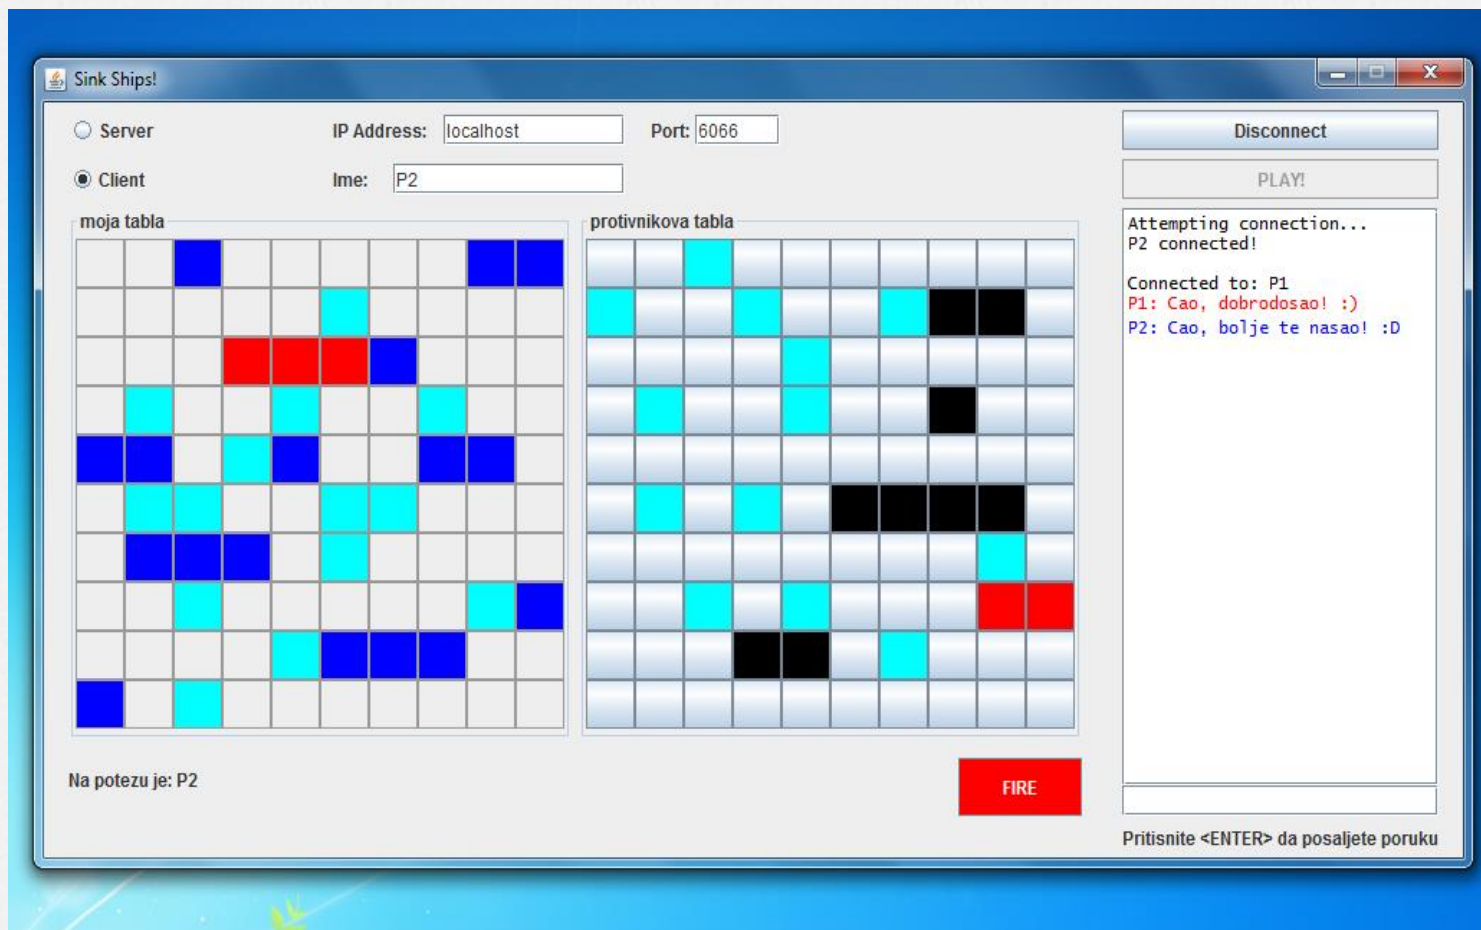 Sink Ships!
Server
IP Address: localhost
Port: 6066
Disconnect
Client
Ime: P2
PLAY!
moja tabla
protivnikova tabla
Attempting connection...
P2 connected!
Connected to: P1
P1: Cao, dobrodosao! :)
P2: Cao, bolje te nasao! :D
Na potezu je: P2
FIRE
Pritisnite <ENTER> da posaljete poruku